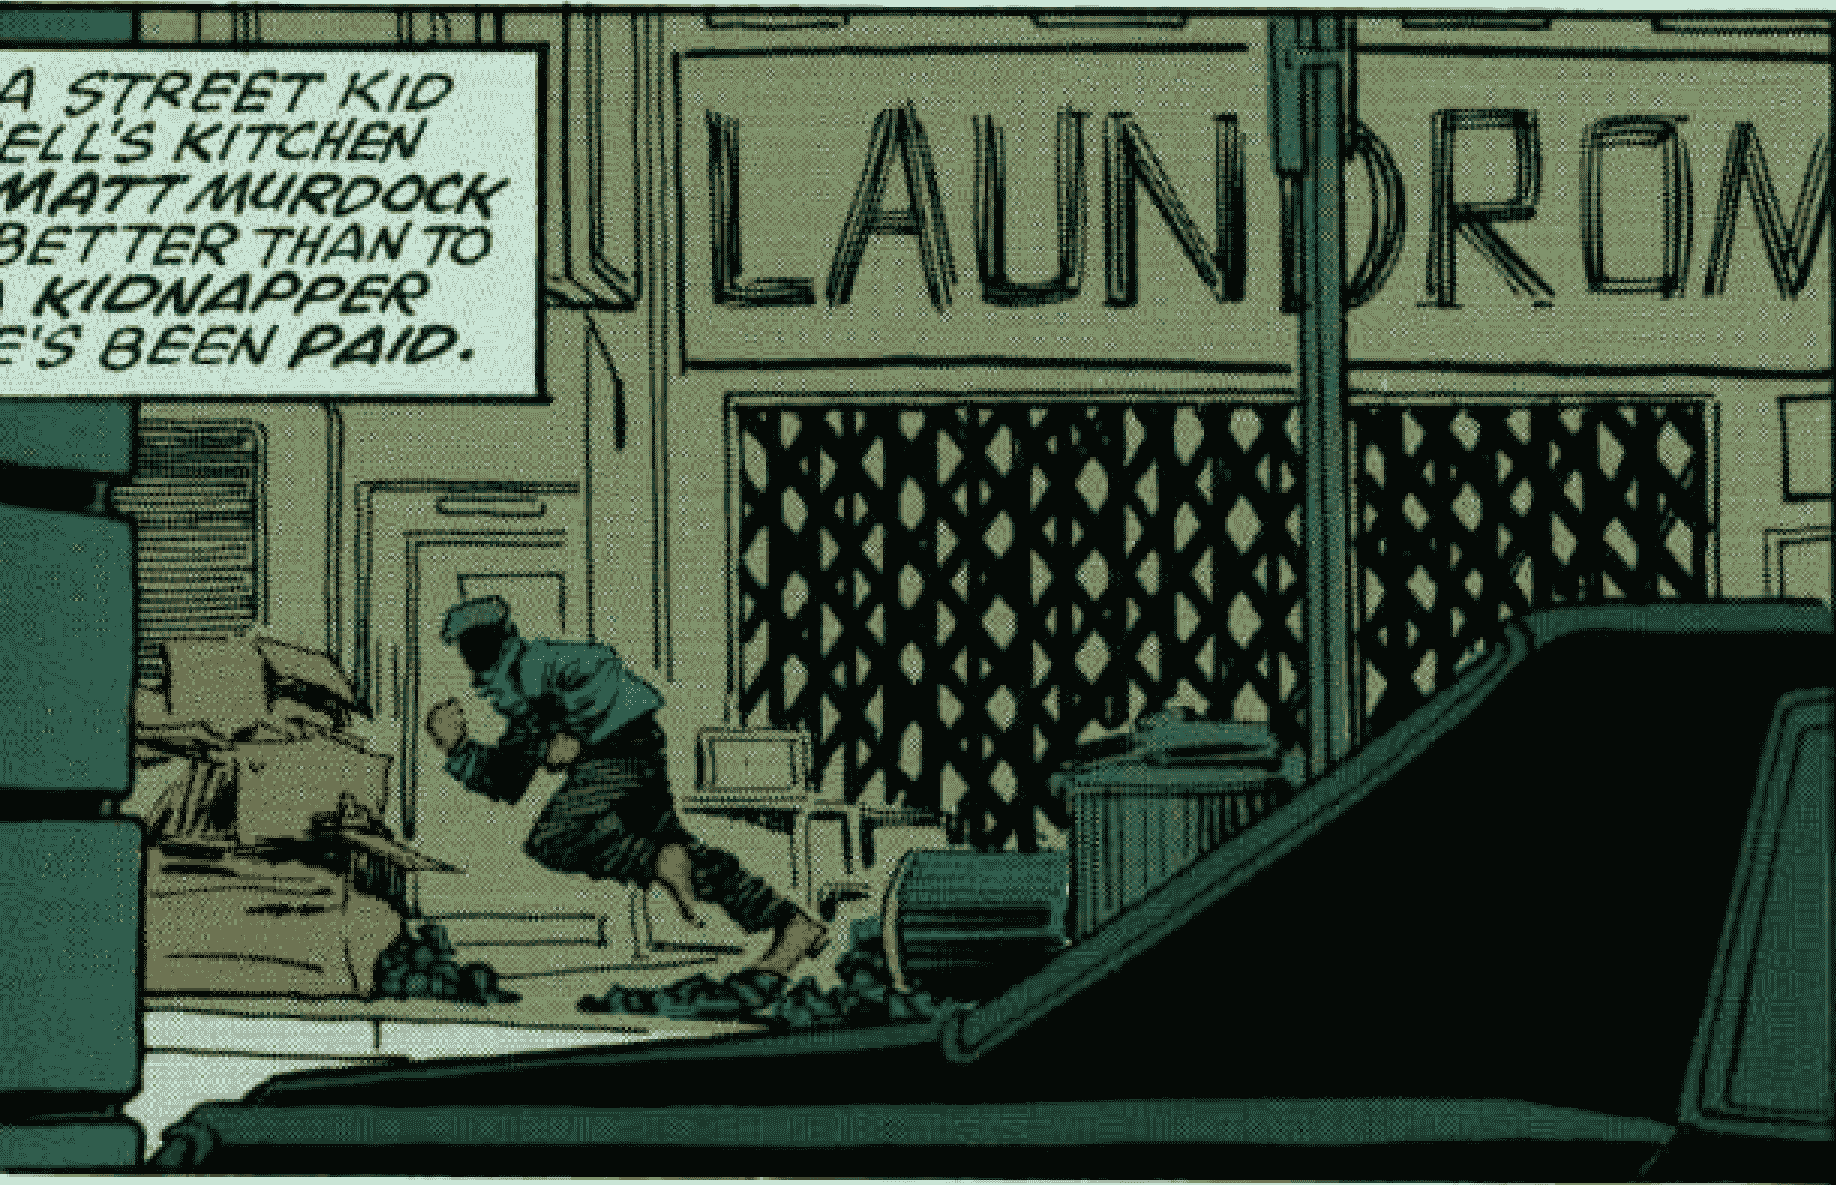 A STREET KID
ELL'S KITCHEN
MATT MURDOCK
BETTER THAN TO
KIDNAPPER
E'S BEEN PAID.
LAUNDROM